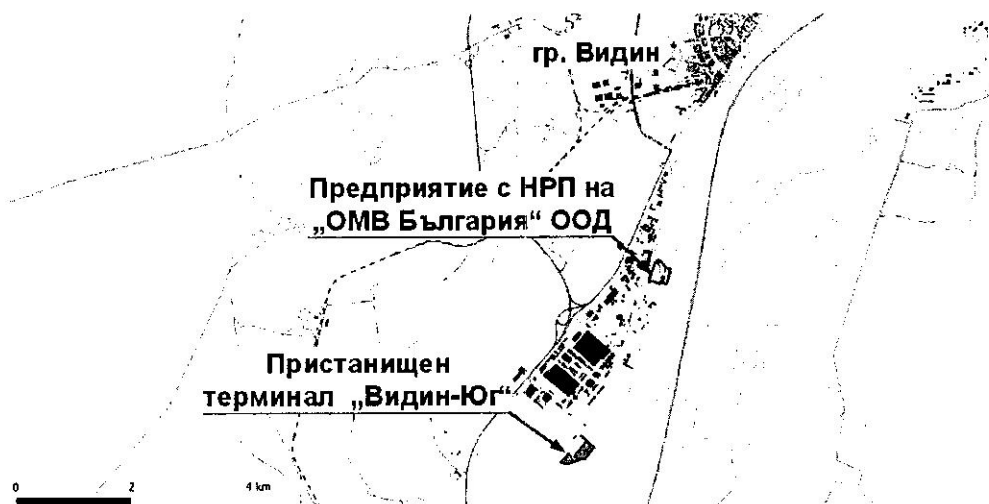 гр. Видин
Предприятие с НРП на
„ОМВ България“ ООД
Пристанищен
терминал „Видин-Юг“
0 2 4 km